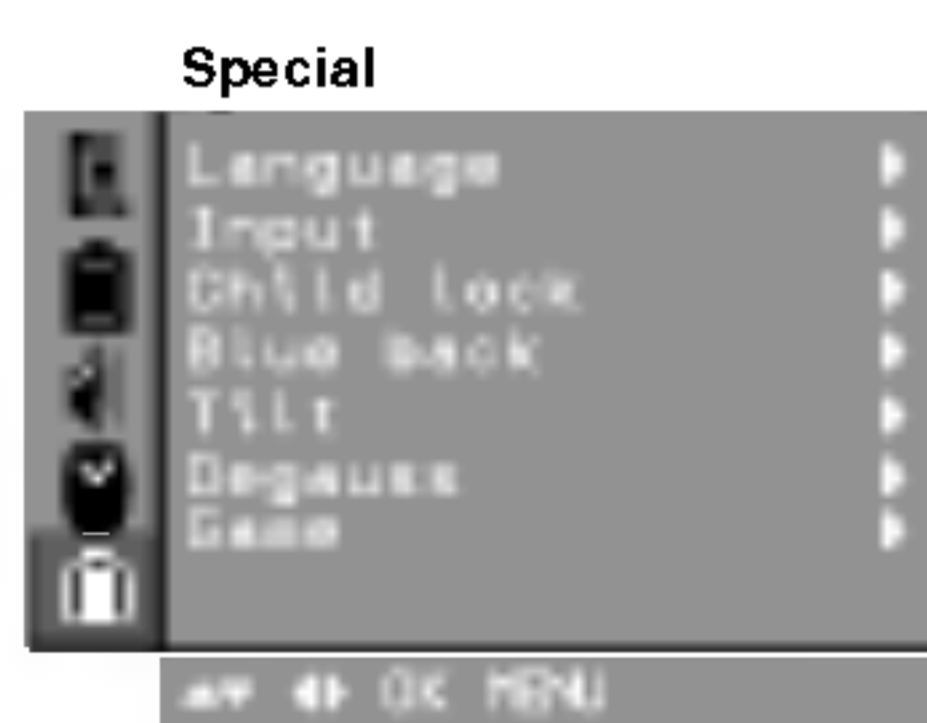 Special
Language
Input
Child lock
Blue back
Tilt
Degauss
Game
OK MENU